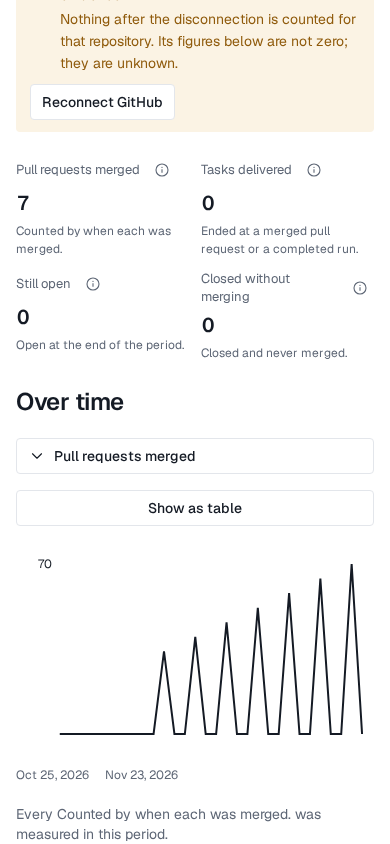 Nothing after the disconnection is counted for
that repository. Its figures below are not zero;
they are unknown.
Reconnect GitHub
Pull requests merged
7
Counted by when each was
merged.
Tasks delivered
0
Ended at a merged pull
request or a completed run.
Still open
0
Open at the end of the period.
Closed without
merging
0
Closed and never merged.
Over time
Pull requests merged
Show as table
70
Oct 25, 2026 Nov 23, 2026
Every Counted by when each was merged. was
measured in this period.